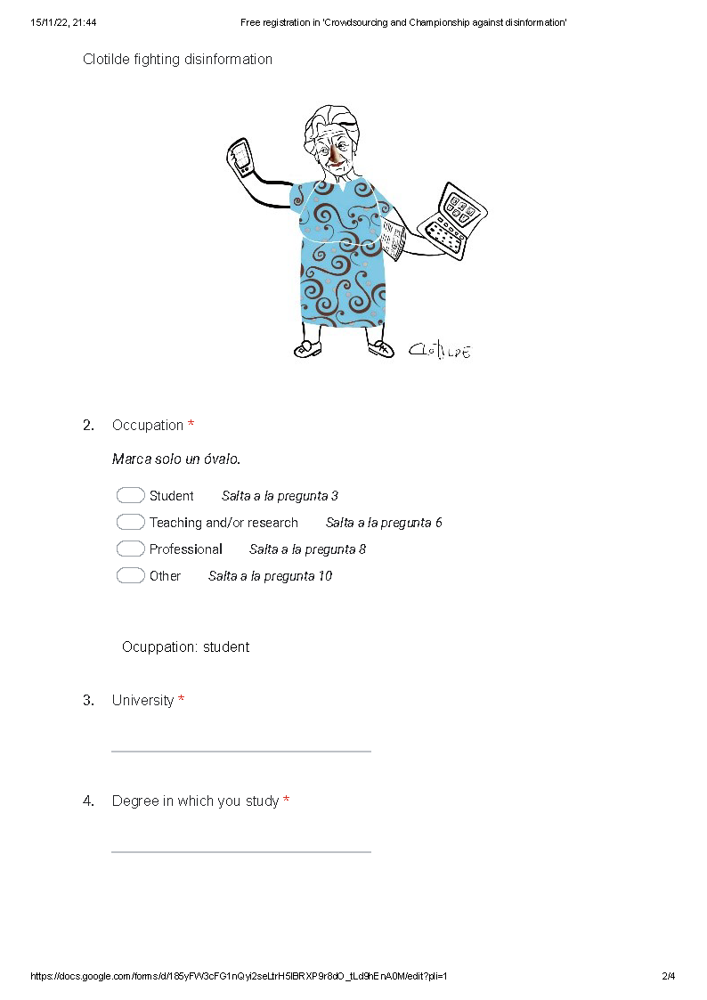 15/11/22, 21:44 Free registration in 'Crowdsourcing and Championship against disinformation'
Clotilde fighting disinformation
CLOTILDE
2. Occupation *
Marca solo un óvalo.
Student Salta a la pregunta 3
Teaching and/or research Salta a la pregunta 6
Professional Salta a la pregunta 8
Other Salta a la pregunta 10
Ocuppation: student
3. University *
4. Degree in which you study *
https://docs.google.com/forms/d/185yFW3cFG1nQyi2seLtrH5IBRXP9r8dO_tLd9hEnA0M/edit?pli=1 2/4